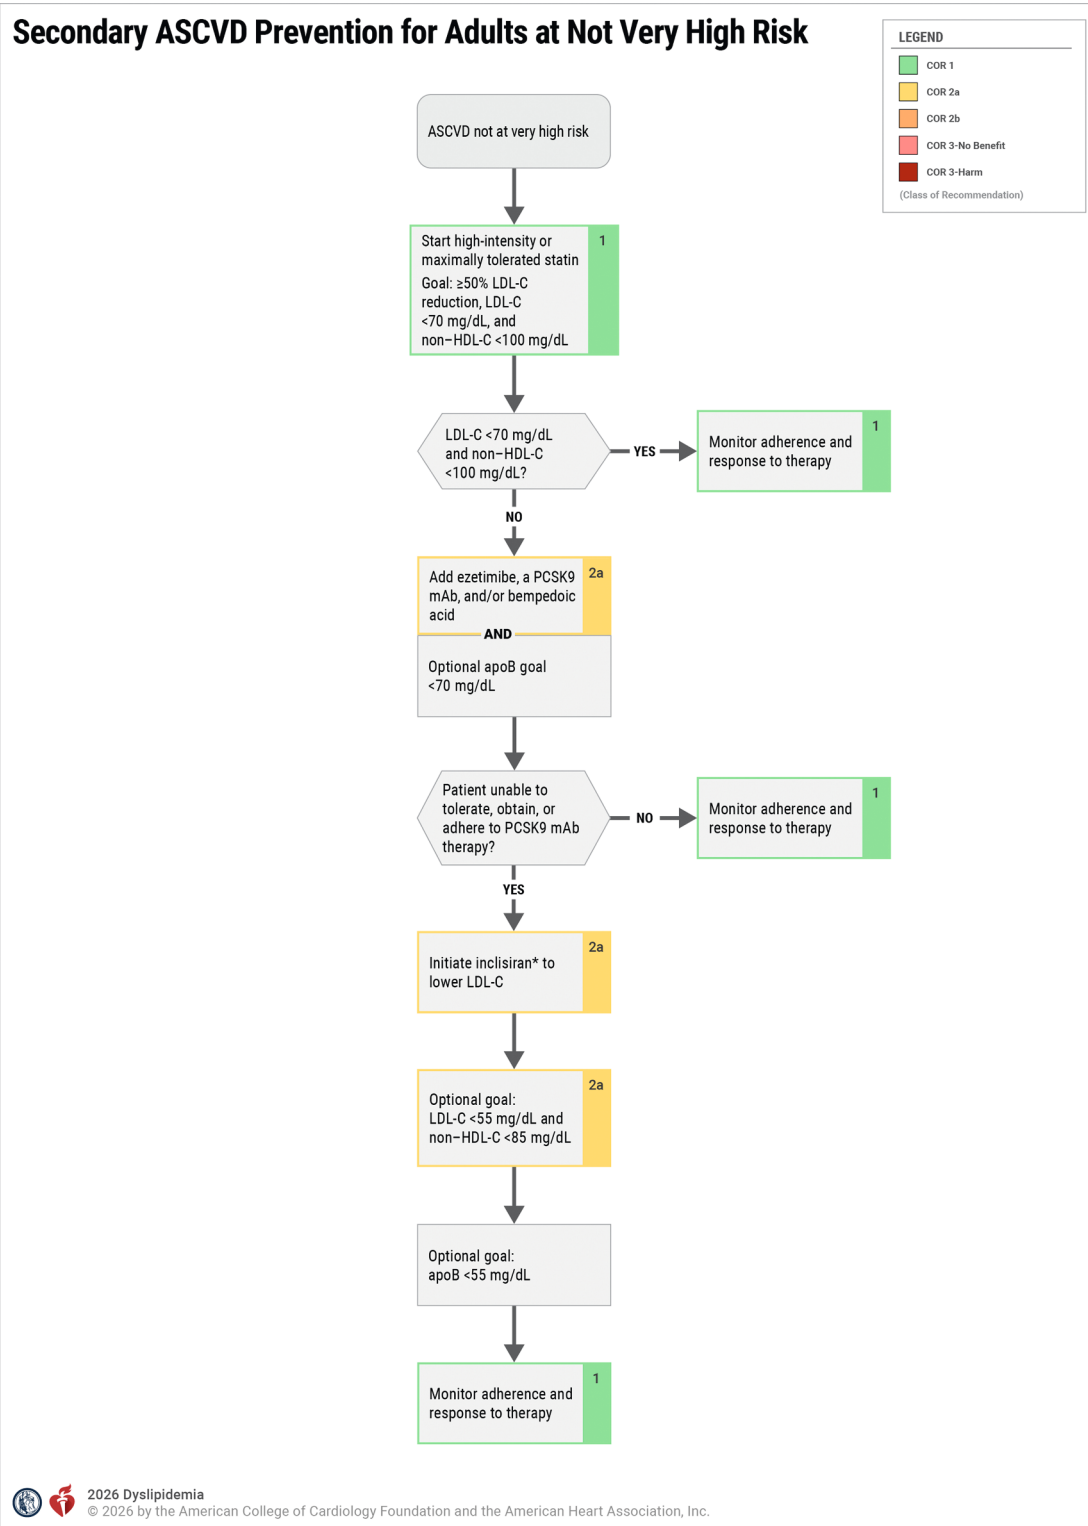 Secondary ASCVD Prevention for Adults at Not Very High Risk
LEGEND
COR 1
COR 2a
COR 2b
COR 3-No Benefit
COR 3-Harm
(Class of Recommendation)
ASCVD not at very high risk
Start high-intensity or
maximally tolerated statin
Goal: ≥50% LDL-C
reduction, LDL-C
<70 mg/dL, and
non–HDL-C <100 mg/dL
1
LDL-C <70 mg/dL
and non–HDL-C
<100 mg/dL?
YES
Monitor adherence and
response to therapy
1
NO
Add ezetimibe, a PCSK9
mAb, and/or bempedoic
acid
2a
AND
Optional apoB goal
<70 mg/dL
Patient unable to
tolerate, obtain, or
adhere to PCSK9 mAb
therapy?
NO
Monitor adherence and
response to therapy
1
YES
Initiate inclisiran* to
lower LDL-C
2a
Optional goal:
LDL-C <55 mg/dL and
non–HDL-C <85 mg/dL
2a
Optional goal:
apoB <55 mg/dL
Monitor adherence and
response to therapy
1
2026 Dyslipidemia
© 2026 by the American College of Cardiology Foundation and the American Heart Association, Inc.